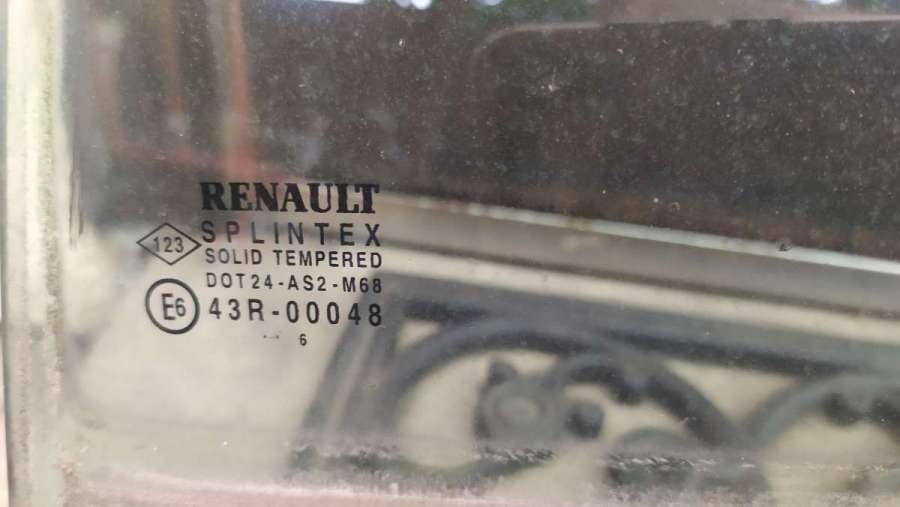 RENAULT
123 SPLINTEX
SOLID TEMPERED
DOT24-AS2-M68
E6 43R-00048
6